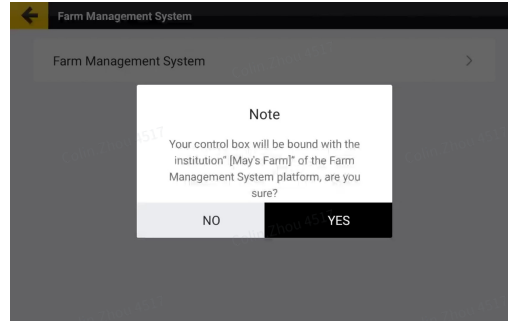 Farm Management System
Farm Management System
Note
Your control box will be bound with the
institution" [May's Farm]" of the Farm
Management System platform, are you
sure?
NO
YES